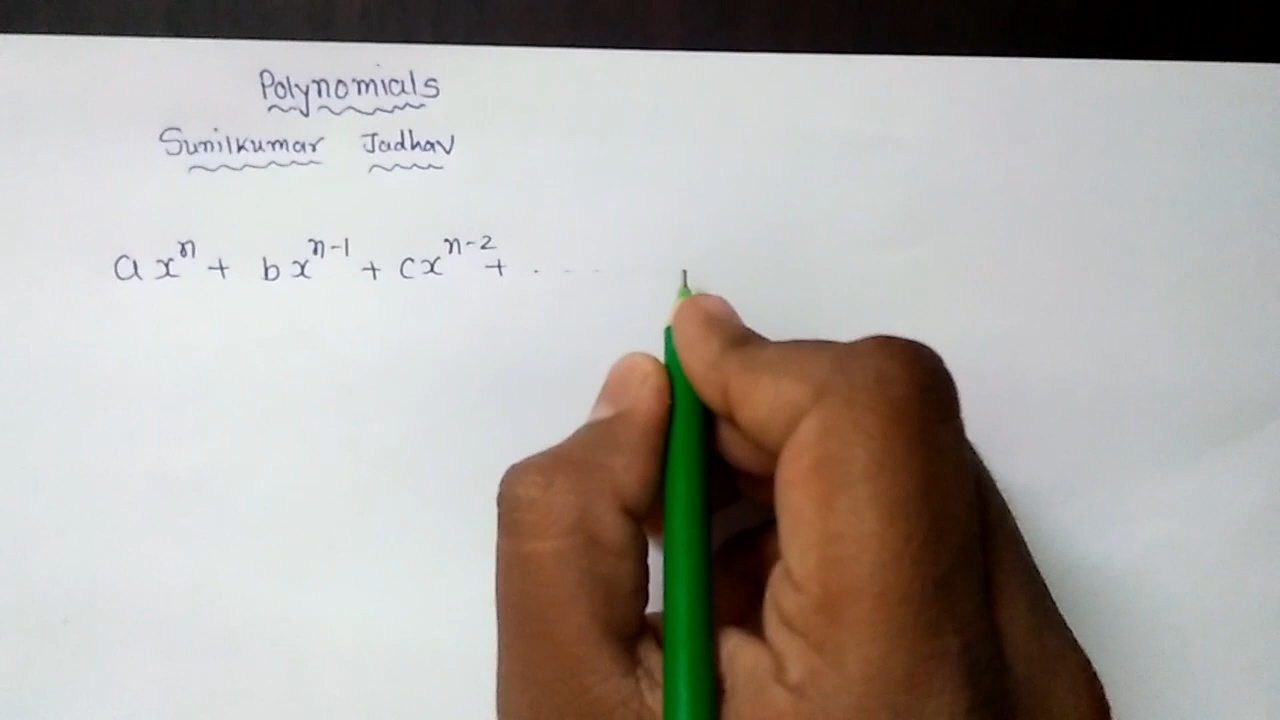 Polynomials
Sunilkumar Jadhav
ax^n + bx^(n-1) + cx^(n-2) + . - - -